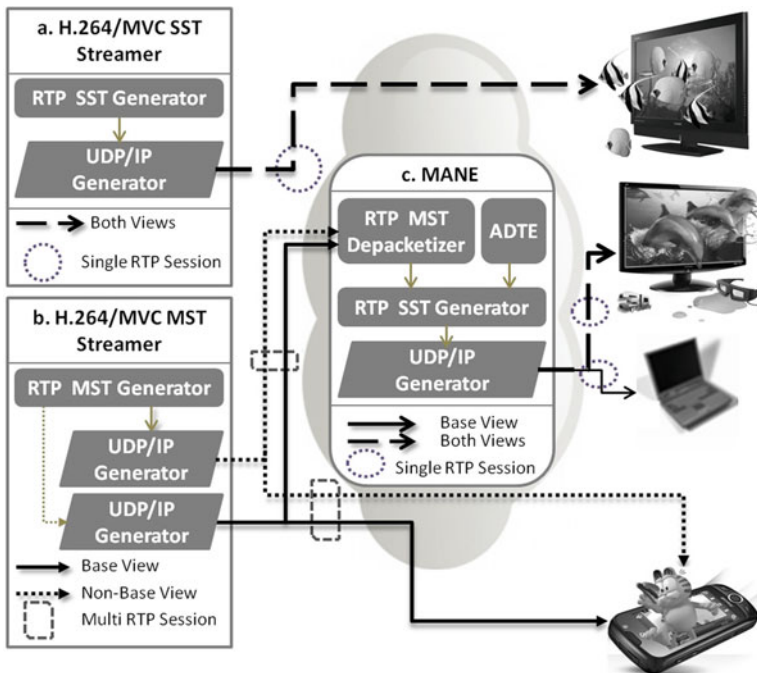 a. H.264/MVC SST
Streamer
RTP SST Generator
UDP/IP
Generator
Both Views
Single RTP Session
b. H.264/MVC MST
Streamer
RTP MST Generator
UDP/IP
Generator
UDP/IP
Generator
Base View
Non-Base View
Multi RTP Session
c. MANE
RTP MST
Depacketizer
ADTE
RTP SST Generator
UDP/IP
Generator
Base View
Both Views
Single RTP Session